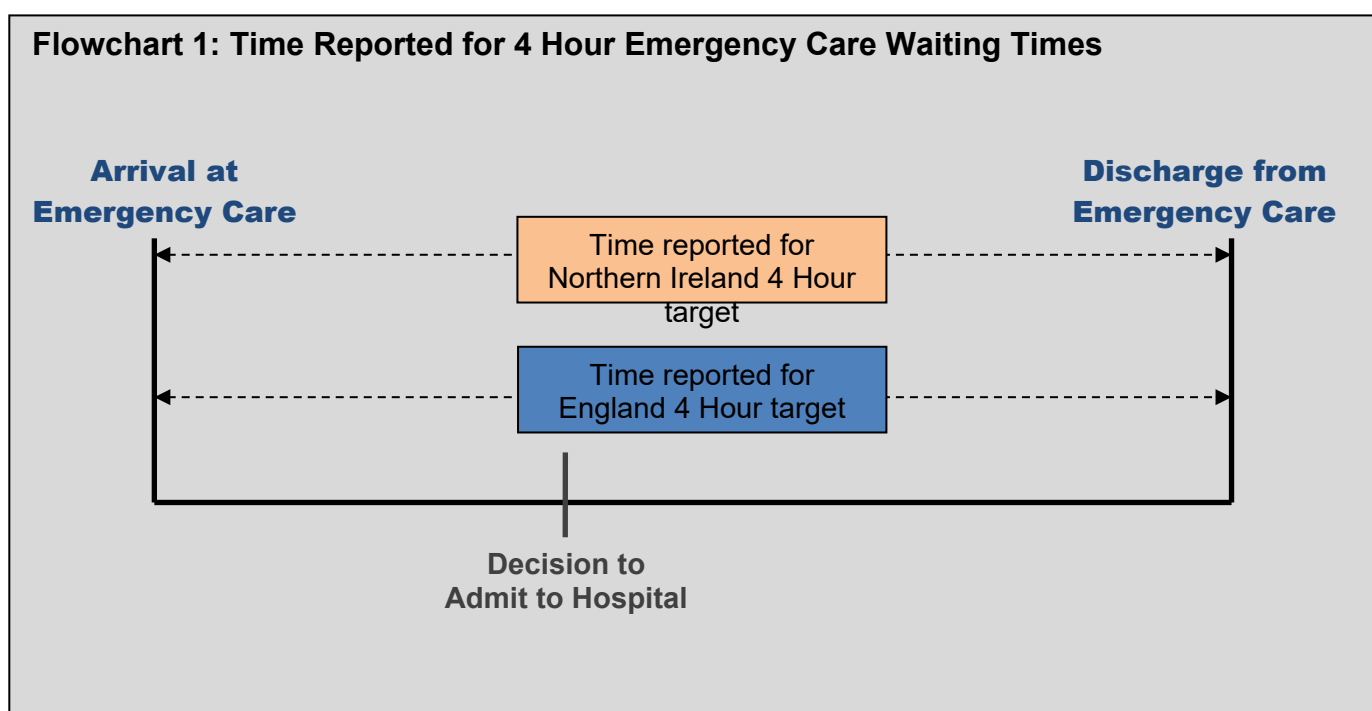 Flowchart 1: Time Reported for 4 Hour Emergency Care Waiting Times
Arrival at
Emergency Care
Discharge from
Emergency Care
Time reported for
Northern Ireland 4 Hour
target
Time reported for
England 4 Hour target
Decision to
Admit to Hospital